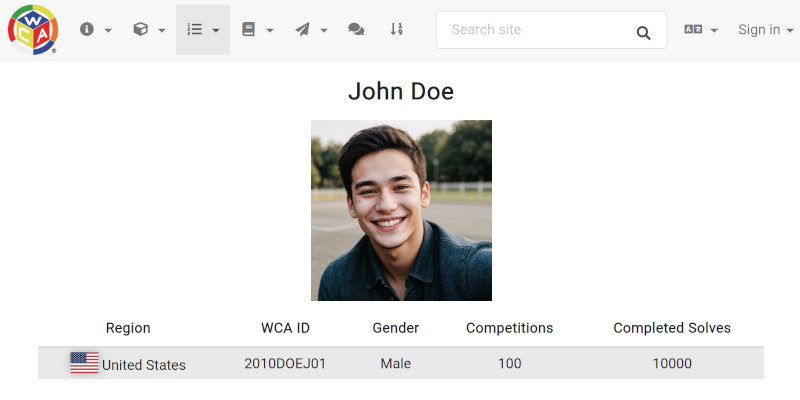 WCA
Search site
Sign in
John Doe
Region WCA ID Gender Competitions Completed Solves
United States 2010DOEJ01 Male 100 10000